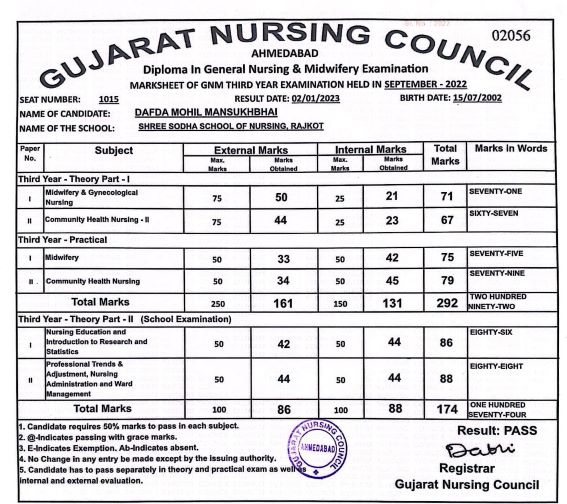 02056
GUJARAT NURSING COUNCIL
AHMEDABAD
Diploma In General Nursing & Midwifery Examination
MARKSHEET OF GNM THIRD YEAR EXAMINATION HELD IN SEPTEMBER - 2022
SEAT NUMBER: 1015 RESULT DATE: 02/01/2023 BIRTH DATE: 15/07/2002
NAME OF CANDIDATE: DAFDA MOHIL MANSUKHBHAI
NAME OF THE SCHOOL: SHREE SODHA SCHOOL OF NURSING, RAJKOT
Paper No. Subject External Marks Internal Marks Total Marks Marks in Words
Max. Marks Marks Obtained Max. Marks Marks Obtained
Third Year - Theory Part - I
I Midwifery & Gynecological Nursing 75 50 25 21 71 SEVENTY-ONE
II Community Health Nursing - II 75 44 25 23 67 SIXTY-SEVEN
Third Year - Practical
I Midwifery 50 33 50 42 75 SEVENTY-FIVE
II . Community Health Nursing 50 34 50 45 79 SEVENTY-NINE
Total Marks 250 161 150 131 292 TWO HUNDRED NINETY-TWO
Third Year - Theory Part - II (School Examination)
I Nursing Education and Introduction to Research and Statistics 50 42 50 44 86 EIGHTY-SIX
II Professional Trends & Adjustment, Nursing Administration and Ward Management 50 44 50 44 88 EIGHTY-EIGHT
Total Marks 100 86 100 88 174 ONE HUNDRED SEVENTY-FOUR
1. Candidate requires 50% marks to pass in each subject.
2. @-Indicates passing with grace marks.
3. E-Indicates Exemption. Ab-Indicates absent.
4. No Change in any entry be made except by the issuing authority.
5. Candidate has to pass separately in theory and practical exam as well as
internal and external evaluation.
GUJARAT NURSING COUNCIL
AHMEDABAD
Result: PASS
Registrar
Gujarat Nursing Council